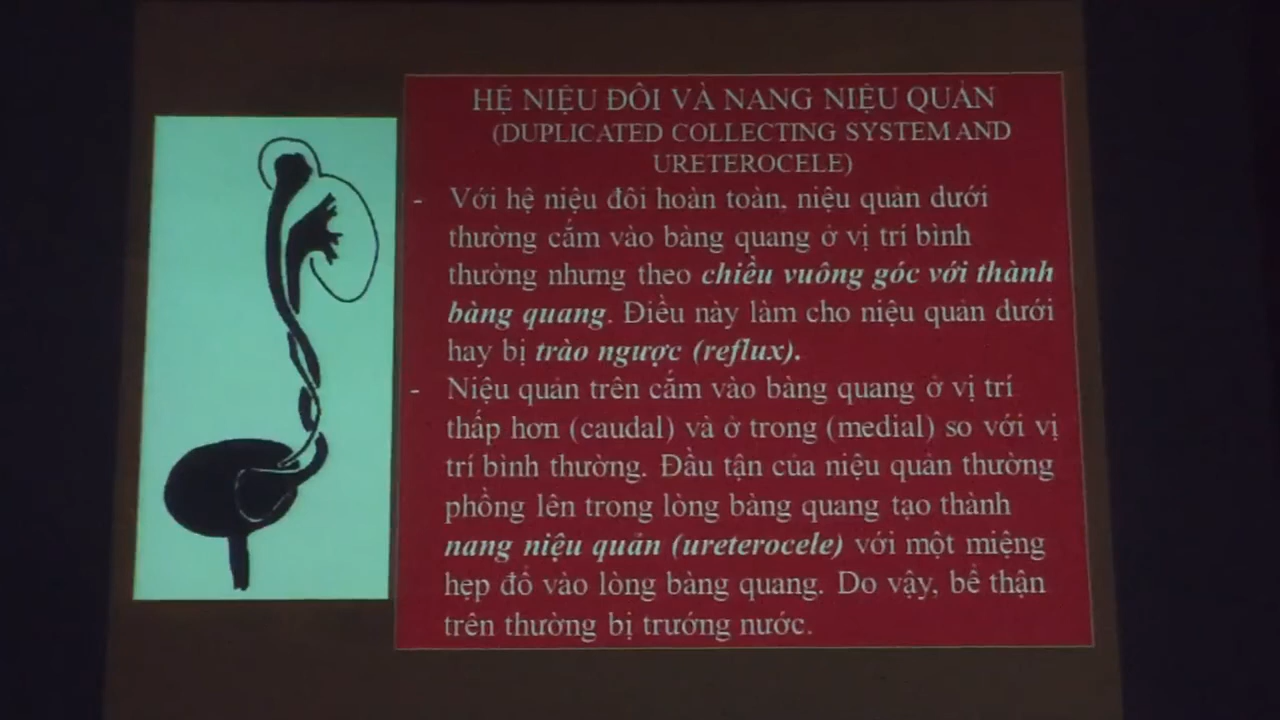 HỆ NIỆU ĐÔI VÀ NANG NIỆU QUẢN
(DUPLICATED COLLECTING SYSTEM AND
URETEROCELE)
- Với hệ niệu đôi hoàn toàn, niệu quản dưới
thường cắm vào bàng quang ở vị trí bình
thường nhưng theo chiều vuông góc với thành
bàng quang. Điều này làm cho niệu quản dưới
hay bị trào ngược (reflux).
- Niệu quản trên cắm vào bàng quang ở vị trí
thấp hơn (caudal) và ở trong (medial) so với vị
trí bình thường. Đầu tận của niệu quản thường
phồng lên trong lòng bàng quang tạo thành
nang niệu quản (ureterocele) với một miệng
hẹp đổ vào lòng bàng quang. Do vậy, bể thận
trên thường bị trướng nước.